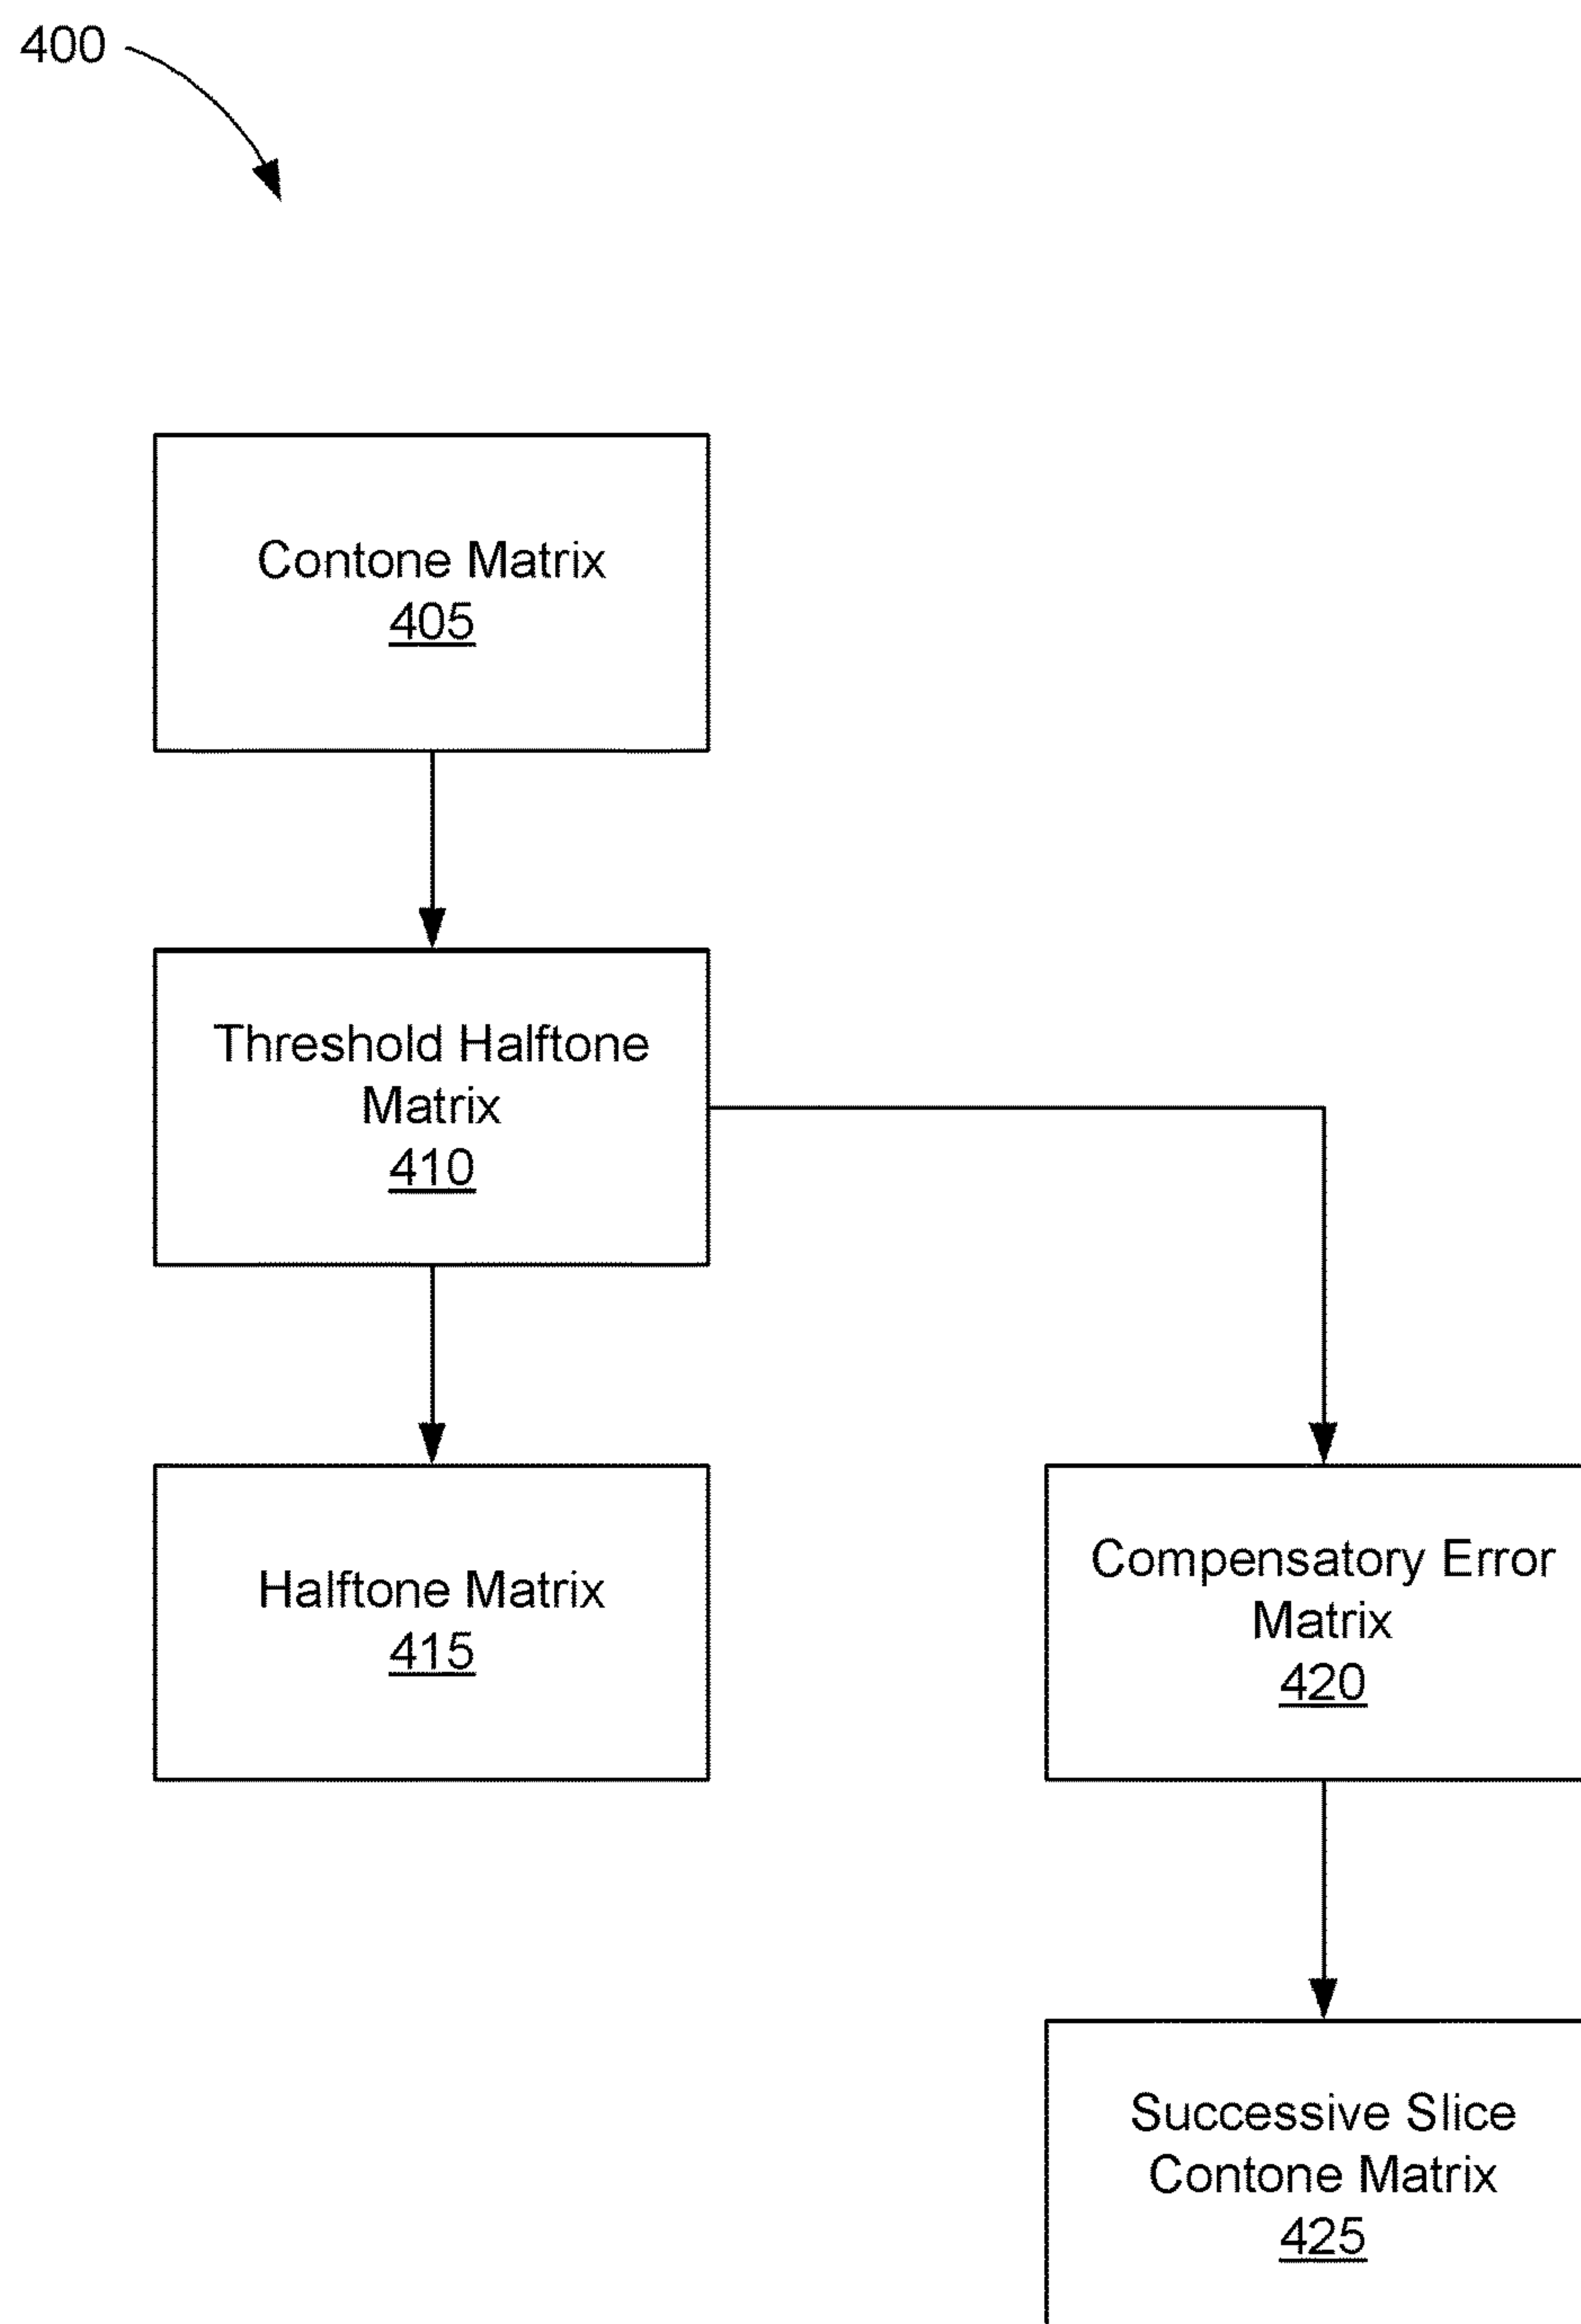 400
Contone Matrix
405
Threshold Halftone
Matrix
410
Halftone Matrix
415
Compensatory Error
Matrix
420
Successive Slice
Contone Matrix
425